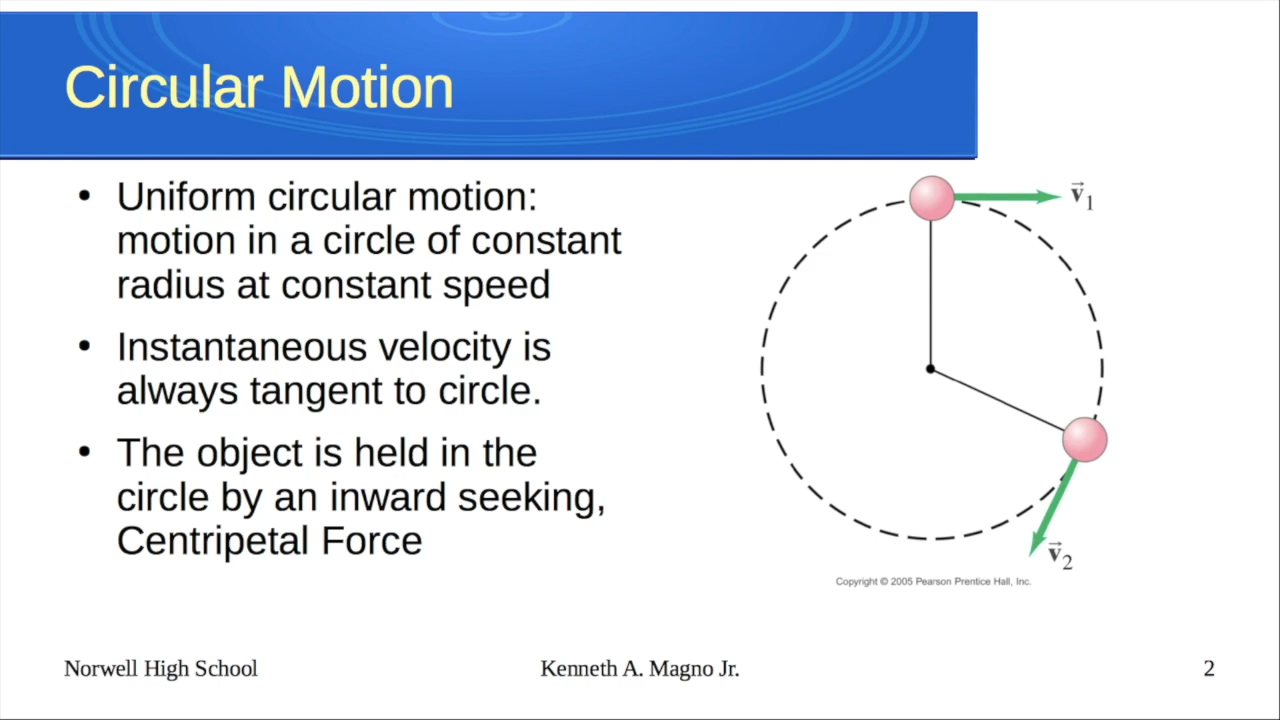 Circular Motion
• Uniform circular motion:
motion in a circle of constant
radius at constant speed
• Instantaneous velocity is
always tangent to circle.
• The object is held in the
circle by an inward seeking,
Centripetal Force
v⃗₁
v⃗₂
Copyright © 2005 Pearson Prentice Hall, Inc.
Norwell High School
Kenneth A. Magno Jr.
2